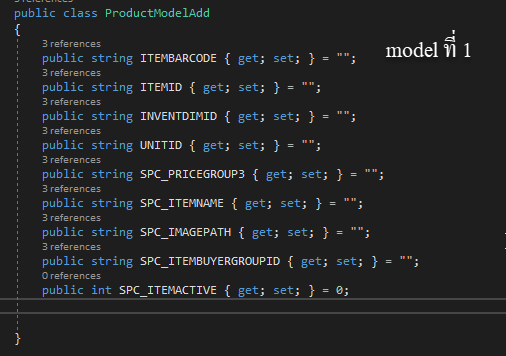 public class ProductModelAdd
{
3 references
public string ITEMBARCODE { get; set; } = "";
model ที่ 1
3 references
public string ITEMID { get; set; } = "";
3 references
public string INVENTDIMID { get; set; } = "";
3 references
public string UNITID { get; set; } = "";
3 references
public string SPC_PRICEGROUP3 { get; set; } = "";
3 references
public string SPC_ITEMNAME { get; set; } = "";
3 references
public string SPC_IMAGEPATH { get; set; } = "";
3 references
public string SPC_ITEMBUYERGROUPID { get; set; } = "";
0 references
public int SPC_ITEMACTIVE { get; set; } = 0;
}